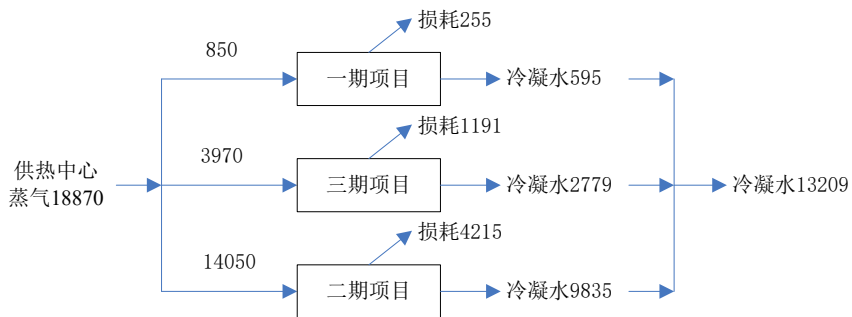 损耗255
850
一期项目
冷凝水595
损耗1191
3970
供热中心
蒸气18870
三期项目
冷凝水2779
冷凝水13209
损耗4215
14050
二期项目
冷凝水9835